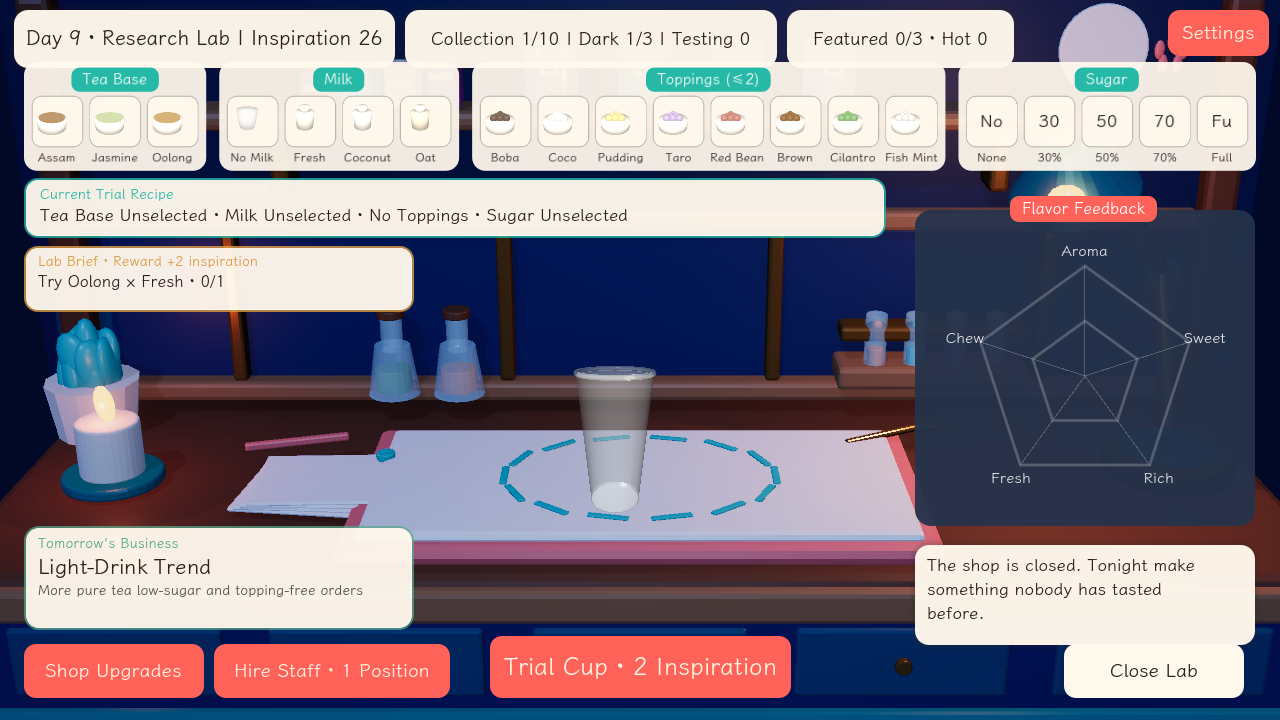 Day 9 • Research Lab | Inspiration 26
Collection 1/10 | Dark 1/3 | Testing 0
Featured 0/3 • Hot 0
Settings
Tea Base
Milk
Toppings (≤2)
Sugar
No
30
50
70
Fu
Assam
Jasmine
Oolong
No Milk
Fresh
Coconut
Oat
Boba
Coco
Pudding
Taro
Red Bean
Brown
Cilantro
Fish Mint
None
30%
50%
70%
Full
Current Trial Recipe
Tea Base Unselected • Milk Unselected • No Toppings • Sugar Unselected
Lab Brief • Reward +2 inspiration
Try Oolong x Fresh • 0/1
Flavor Feedback
Aroma
Chew
Sweet
Fresh
Rich
Tomorrow's Business
Light-Drink Trend
More pure tea low-sugar and topping-free orders
The shop is closed. Tonight make
something nobody has tasted
before.
Shop Upgrades
Hire Staff • 1 Position
Trial Cup • 2 Inspiration
Close Lab